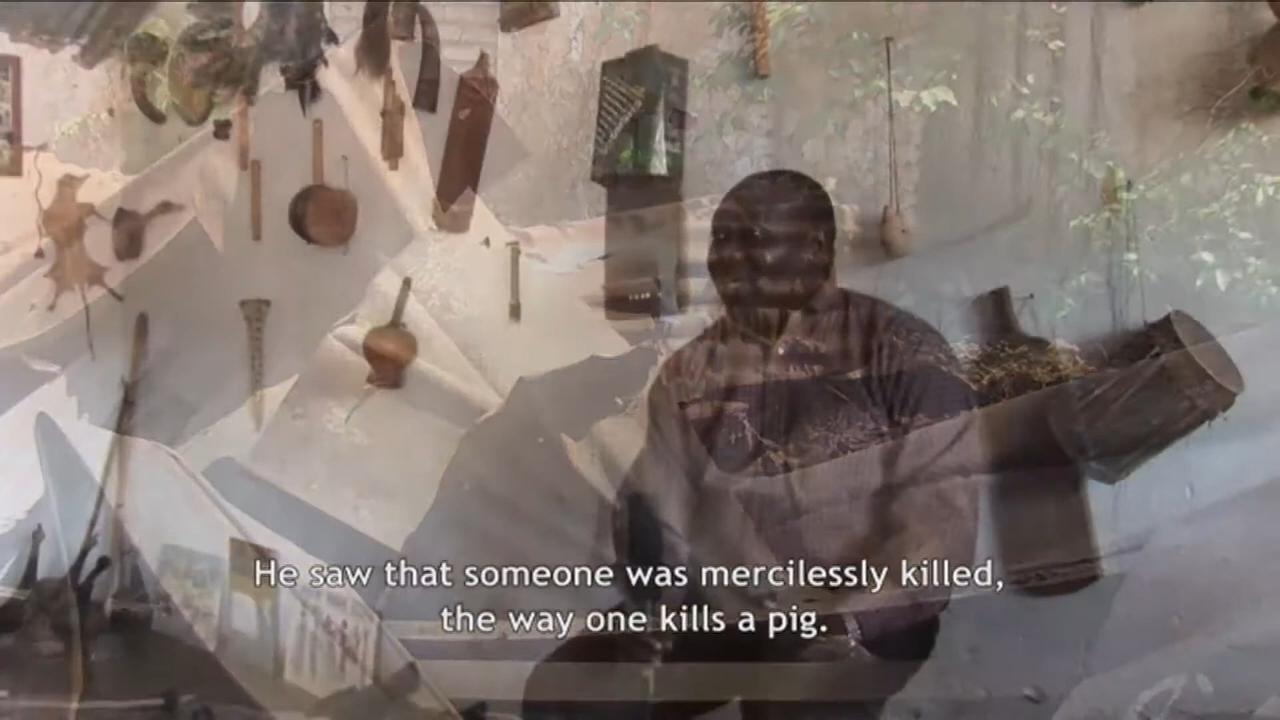 He saw that someone was mercilessly killed,
the way one kills a pig.